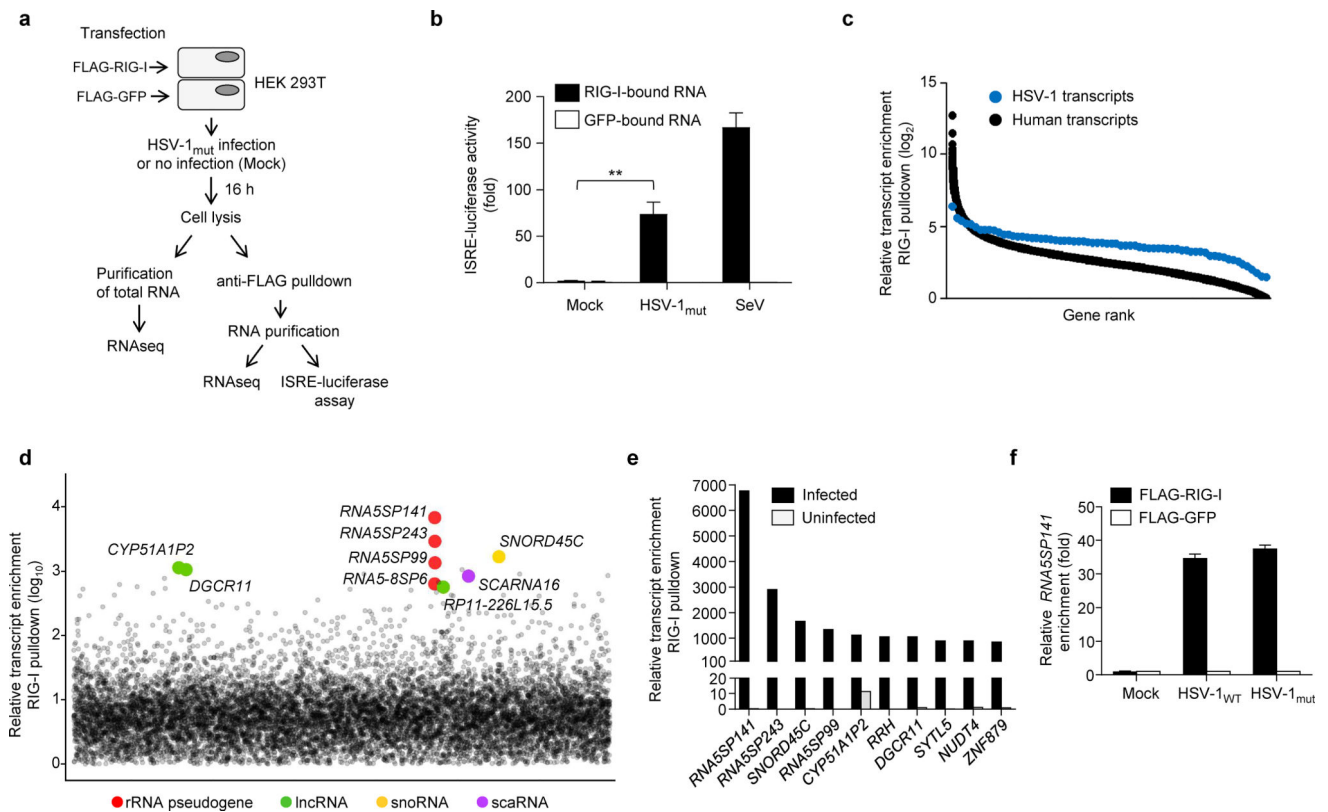 a
Transfection
FLAG-RIG-I
FLAG-GFP
HEK 293T
HSV-1mut infection
or no infection (Mock)
16 h
Cell lysis
Purification
of total RNA
anti-FLAG pulldown
RNAseq
RNA purification
RNAseq
ISRE-luciferase
assay
b
ISRE-luciferase activity
(fold)
200
150
100
50
0
RIG-I-bound RNA
GFP-bound RNA
**
Mock
HSV-1mut
SeV
c
Relative transcript enrichment
RIG-I pulldown (log2)
15
10
5
0
HSV-1 transcripts
Human transcripts
Gene rank
d
Relative transcript enrichment
RIG-I pulldown (log10)
4
3
2
1
0
CYP51A1P2
DGCR11
RNA5SP141
RNA5SP243
RNA5SP99
RNA5-8SP6
SNORD45C
SCARNA16
RP11-226L15.5
rRNA pseudogene
lncRNA
snoRNA
scaRNA
e
Relative transcript enrichment
RIG-I pulldown
7000
6000
5000
4000
3000
2000
1000
100
20
10
0
Infected
Uninfected
RNA5SP141
RNA5SP243
SNORD45C
RNA5SP99
CYP51A1P2
RRH
DGCR11
SYTL5
NUDT4
ZNF879
f
Relative RNA5SP141
enrichment (fold)
50
40
30
20
10
0
FLAG-RIG-I
FLAG-GFP
Mock
HSV-1WT
HSV-1mut